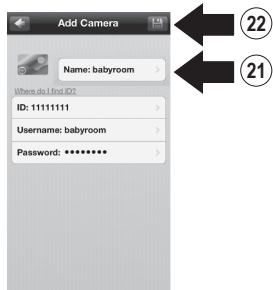 Add Camera
22
Name: babyroom
21
Where do I find ID?
ID: 11111111
Username: babyroom
Password: ••••••••